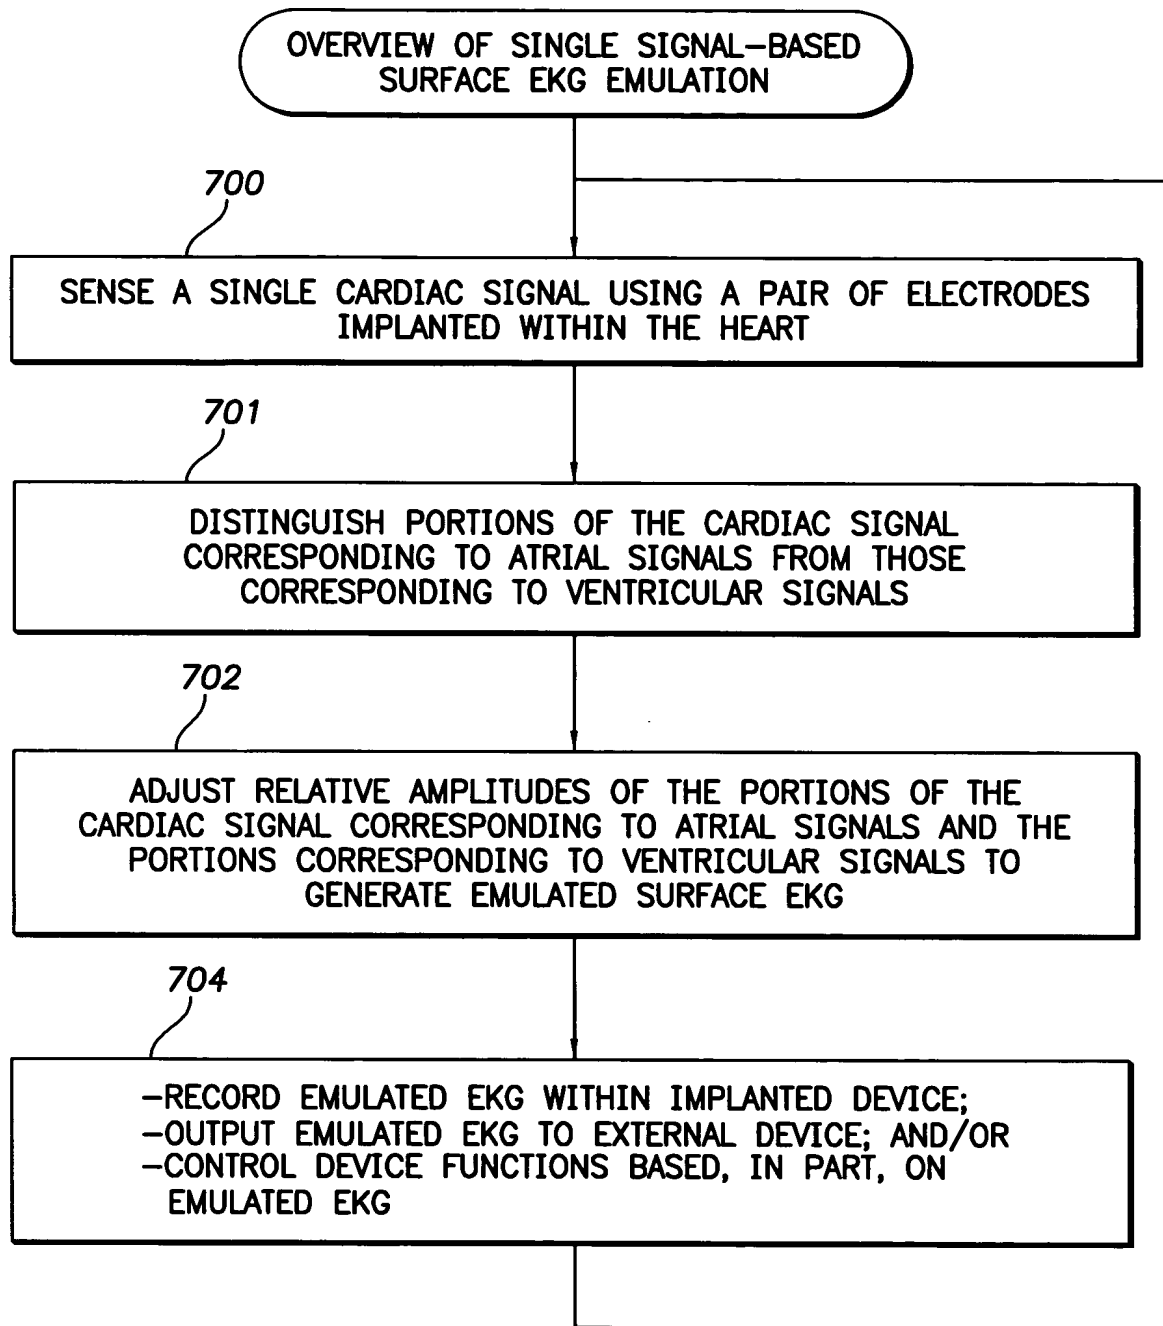 OVERVIEW OF SINGLE SIGNAL-BASED
SURFACE EKG EMULATION
700
SENSE A SINGLE CARDIAC SIGNAL USING A PAIR OF ELECTRODES
IMPLANTED WITHIN THE HEART
701
DISTINGUISH PORTIONS OF THE CARDIAC SIGNAL
CORRESPONDING TO ATRIAL SIGNALS FROM THOSE
CORRESPONDING TO VENTRICULAR SIGNALS
702
ADJUST RELATIVE AMPLITUDES OF THE PORTIONS OF THE
CARDIAC SIGNAL CORRESPONDING TO ATRIAL SIGNALS AND THE
PORTIONS CORRESPONDING TO VENTRICULAR SIGNALS TO
GENERATE EMULATED SURFACE EKG
704
-RECORD EMULATED EKG WITHIN IMPLANTED DEVICE;
-OUTPUT EMULATED EKG TO EXTERNAL DEVICE; AND/OR
-CONTROL DEVICE FUNCTIONS BASED, IN PART, ON
EMULATED EKG